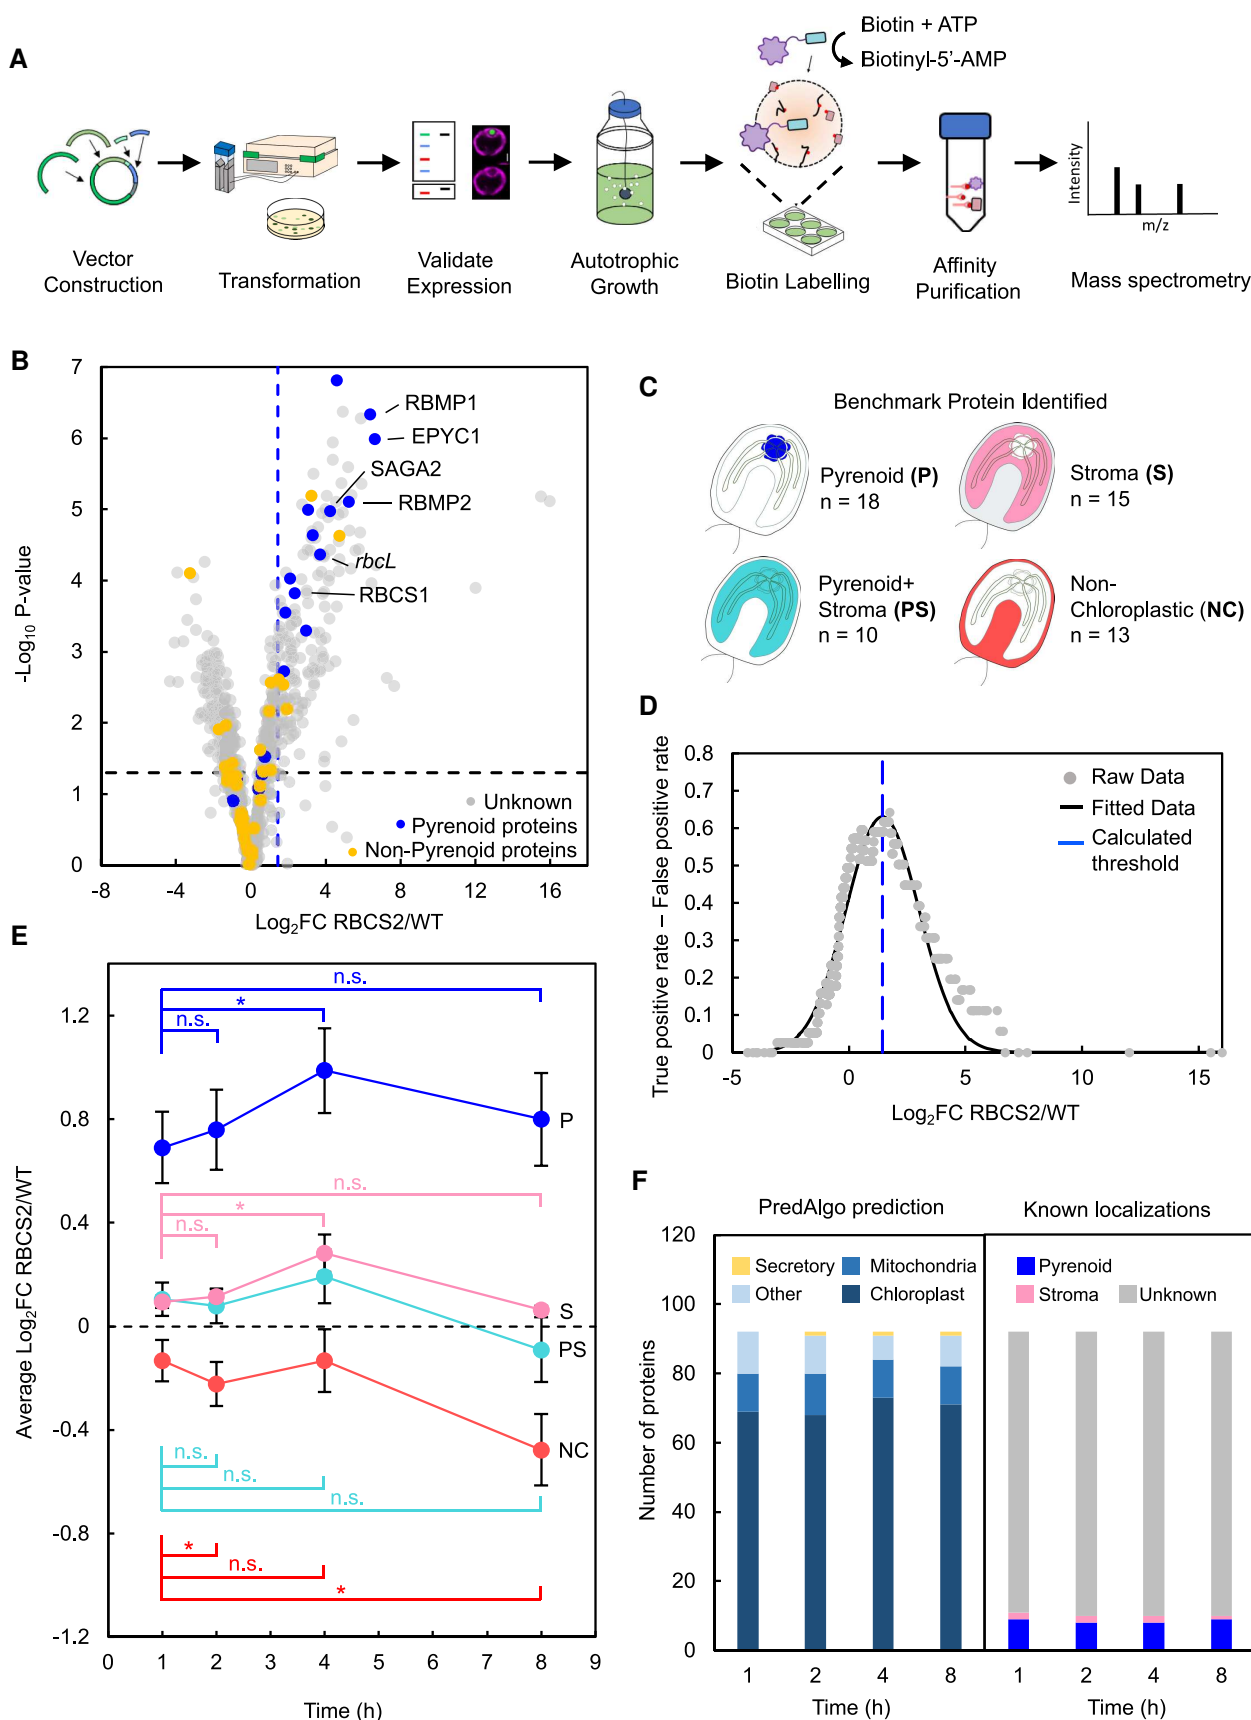 A
Biotin + ATP
Biotinyl-5'-AMP
Intensity
m/z
Vector
Construction
Transformation
Validate
Expression
Autotrophic
Growth
Biotin Labelling
Affinity
Purification
Mass spectrometry
B
7
6
5
4
3
2
1
0
-Log10 P-value
RBMP1
EPYC1
SAGA2
RBMP2
rbcL
RBCS1
Unknown
Pyrenoid proteins
Non-Pyrenoid proteins
-8 -4 0 4 8 12 16
Log2FC RBCS2/WT
C
Benchmark Protein Identified
Pyrenoid (P)
n = 18
Stroma (S)
n = 15
Pyrenoid+
Stroma (PS)
n = 10
Non-
Chloroplastic (NC)
n = 13
D
0.8
0.7
0.6
0.5
0.4
0.3
0.2
0.1
0
True positive rate – False positive rate
Raw Data
Fitted Data
Calculated
threshold
-5 0 5 10 15
Log2FC RBCS2/WT
E
1.2
0.8
0.4
0
-0.4
-0.8
-1.2
Average Log2FC RBCS2/WT
n.s.
*
n.s.
P
n.s.
*
n.s.
S
PS
NC
n.s.
n.s.
n.s.
*
n.s.
*
0 1 2 3 4 5 6 7 8 9
Time (h)
F
PredAlgo prediction
Known localizations
120
100
80
60
40
20
0
Number of proteins
Secretory
Mitochondria
Other
Chloroplast
Pyrenoid
Stroma
Unknown
1 2 4 8
Time (h)
1 2 4 8
Time (h)